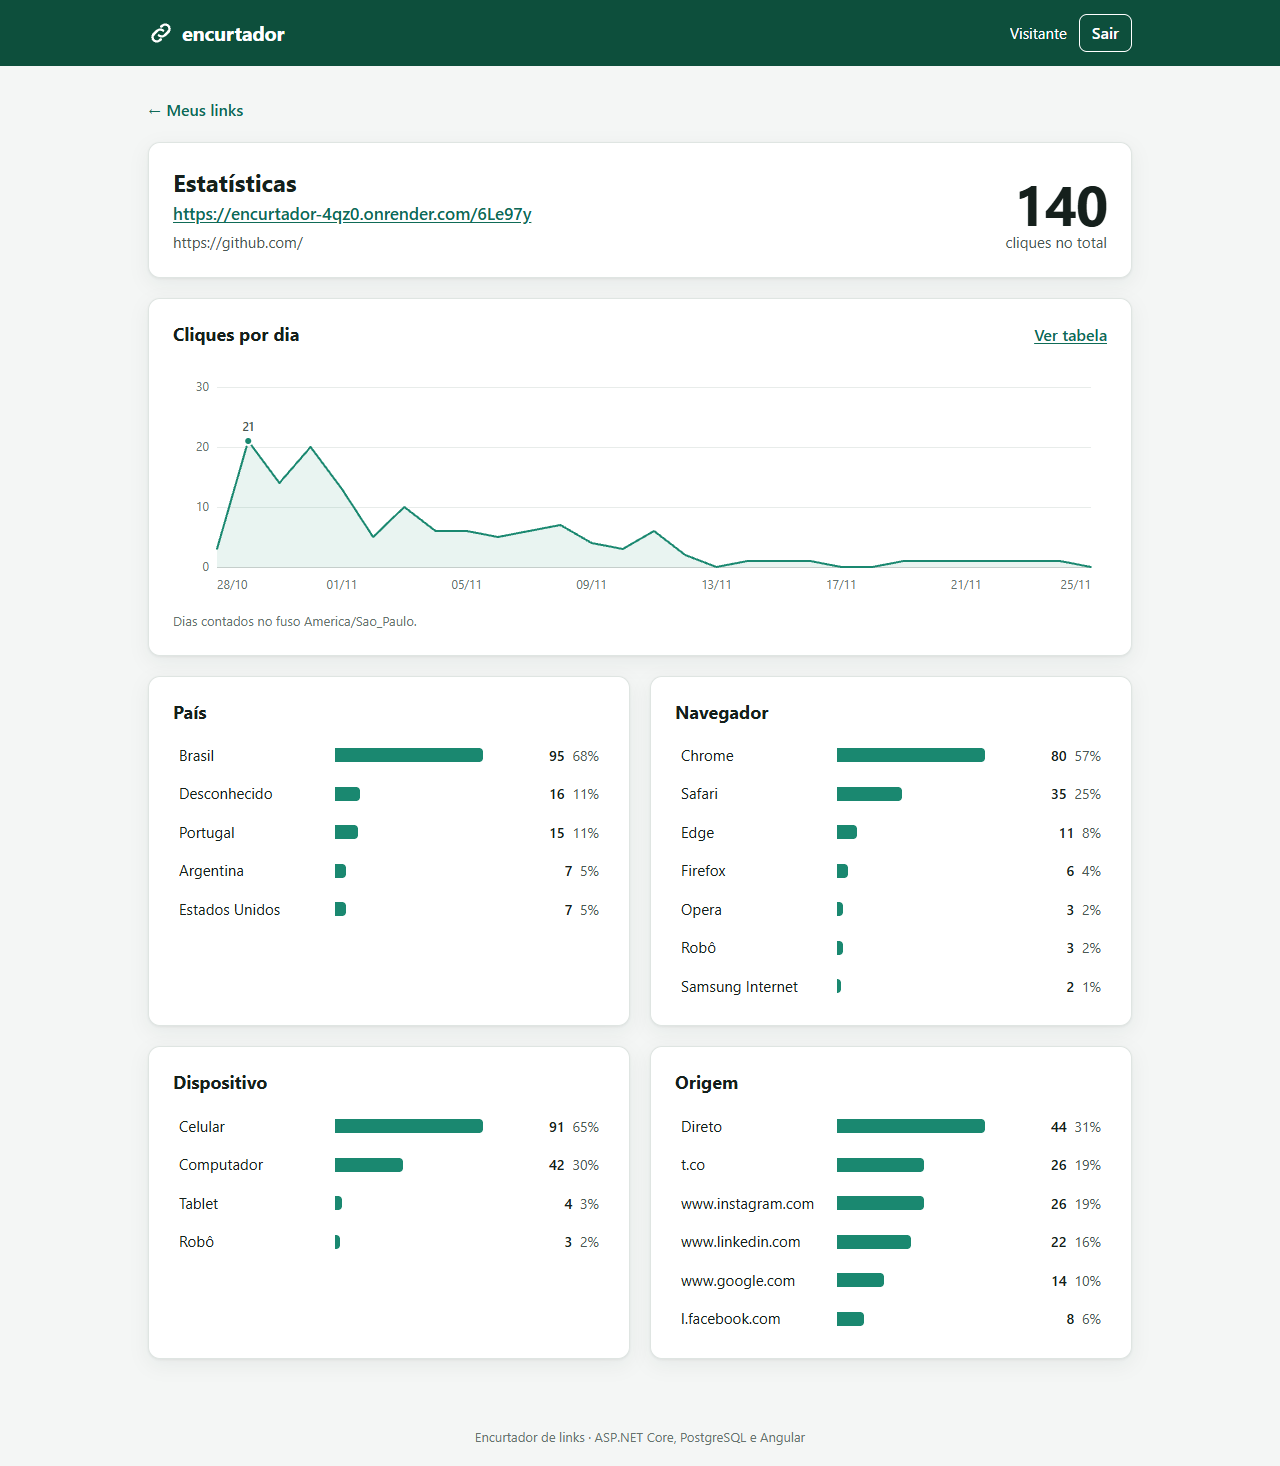 encurtador
Visitante Sair
← Meus links
Estatísticas
https://encurtador-4qz0.onrender.com/6Le97y
https://github.com/
140
cliques no total
Cliques por dia
Ver tabela
30
21
20
10
0
28/10 01/11 05/11 09/11 13/11 17/11 21/11 25/11
Dias contados no fuso America/Sao_Paulo.
País
Brasil 95 68%
Desconhecido 16 11%
Portugal 15 11%
Argentina 7 5%
Estados Unidos 7 5%
Navegador
Chrome 80 57%
Safari 35 25%
Edge 11 8%
Firefox 6 4%
Opera 3 2%
Robô 3 2%
Samsung Internet 2 1%
Dispositivo
Celular 91 65%
Computador 42 30%
Tablet 4 3%
Robô 3 2%
Origem
Direto 44 31%
t.co 26 19%
www.instagram.com 26 19%
www.linkedin.com 22 16%
www.google.com 14 10%
l.facebook.com 8 6%
Encurtador de links · ASP.NET Core, PostgreSQL e Angular